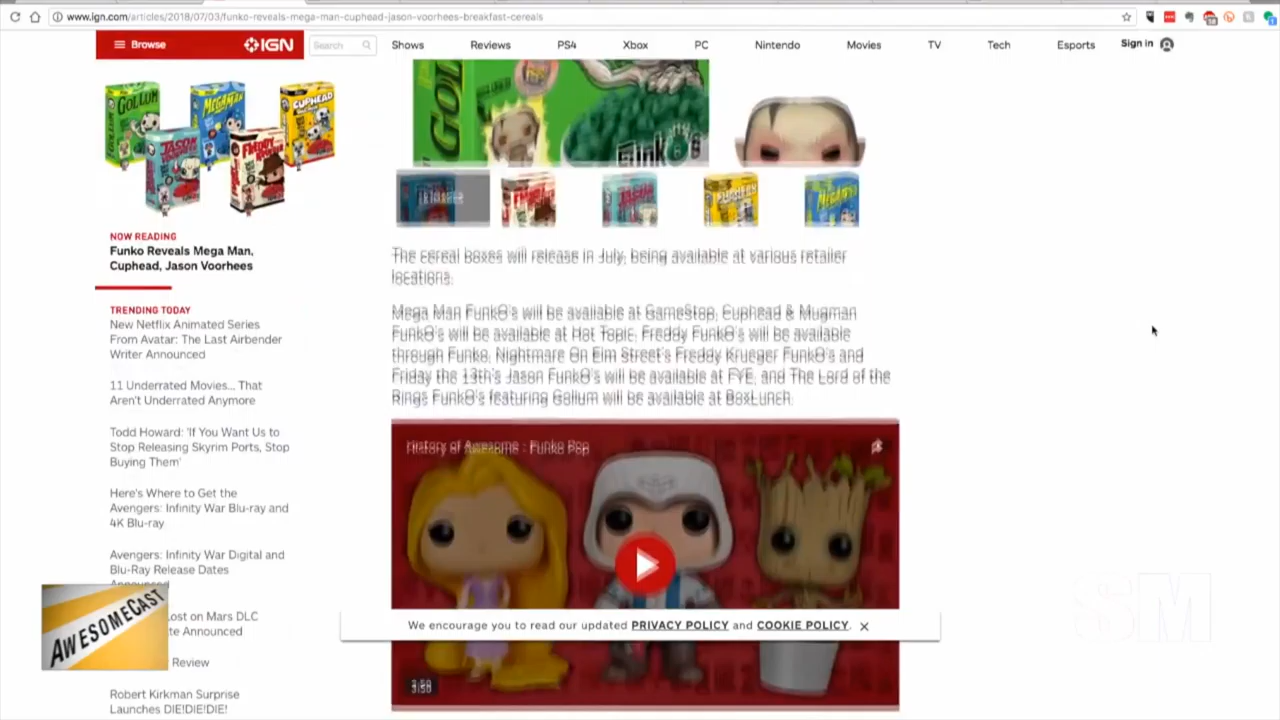 www.ign.com/articles/2018/07/03/funko-reveals-mega-man-cuphead-jason-voorhees-breakfast-cereals
Browse
IGN
Search
Shows
Reviews
PS4
Xbox
PC
Nintendo
Movies
TV
Tech
Esports
Sign in
GOLLUM
MEGAMAN
CUPHEAD
JASON
FREDDY
NOW READING
Funko Reveals Mega Man,
Cuphead, Jason Voorhees
TRENDING TODAY
New Netflix Animated Series
From Avatar: The Last Airbender
Writer Announced
11 Underrated Movies... That
Aren't Underrated Anymore
Todd Howard: 'If You Want Us to
Stop Releasing Skyrim Ports, Stop
Buying Them'
Here's Where to Get the
Avengers: Infinity War Blu-ray and
4K Blu-ray
Avengers: Infinity War Digital and
Blu-Ray Release Dates
Announced
Lost on Mars DLC
Announced
Review
Robert Kirkman Surprise
Launches DIE!DIE!DIE!
GOL
FunkO's
The cereal boxes will release in July, being available at various retailer
locations.
Mega Man FunkO's will be available at GameStop, Cuphead & Mugman
FunkO's will be available at Hot Topic, Freddy FunkO's will be available
through Funko, Nightmare On Elm Street's Freddy Krueger FunkO's and
Friday the 13th's Jason FunkO's will be available at FYE, and The Lord of the
Rings FunkO's featuring Gollum will be available at BoxLunch.
History of Awesome : Funko Pop
We encourage you to read our updated PRIVACY POLICY and COOKIE POLICY.
3:50
AWESOMECAST
SM